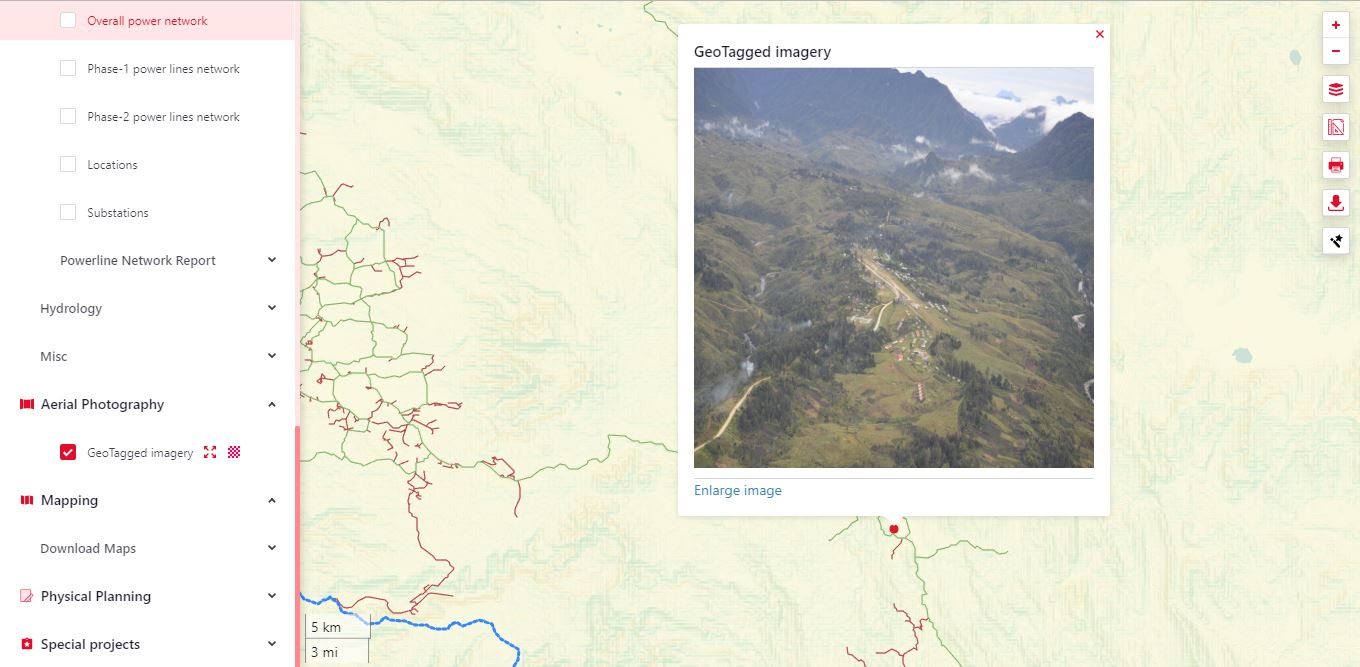 Overall power network
Phase-1 power lines network
Phase-2 power lines network
Locations
Substations
Powerline Network Report
Hydrology
Misc
Aerial Photography
GeoTagged imagery
Mapping
Download Maps
Physical Planning
Special projects
GeoTagged imagery
Enlarge image
5 km
3 mi